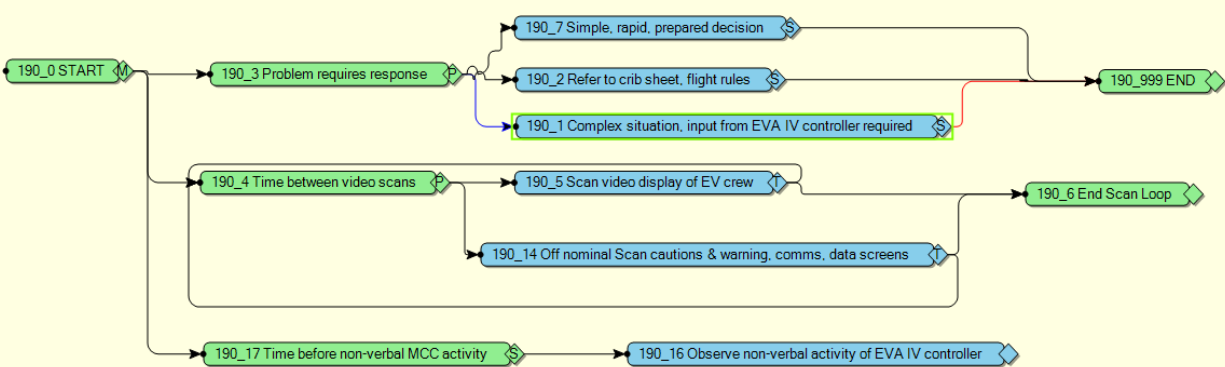 190_7 Simple, rapid, prepared decision S
190_0 START M
190_3 Problem requires response P
190_2 Refer to crib sheet, flight rules S
190_999 END
190_1 Complex situation, input from EVA IV controller required S
190_4 Time between video scans P
190_5 Scan video display of EV crew T
190_6 End Scan Loop
190_14 Off nominal Scan cautions & warning, comms, data screens T
190_17 Time before non-verbal MCC activity S
190_16 Observe non-verbal activity of EVA IV controller